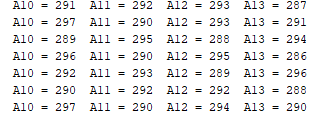 A10 = 291 A11 = 292 A12 = 293 A13 = 287
A10 = 297 A11 = 290 A12 = 293 A13 = 291
A10 = 289 A11 = 295 A12 = 288 A13 = 294
A10 = 296 A11 = 290 A12 = 295 A13 = 286
A10 = 292 A11 = 293 A12 = 289 A13 = 296
A10 = 290 A11 = 292 A12 = 292 A13 = 288
A10 = 297 A11 = 290 A12 = 294 A13 = 290